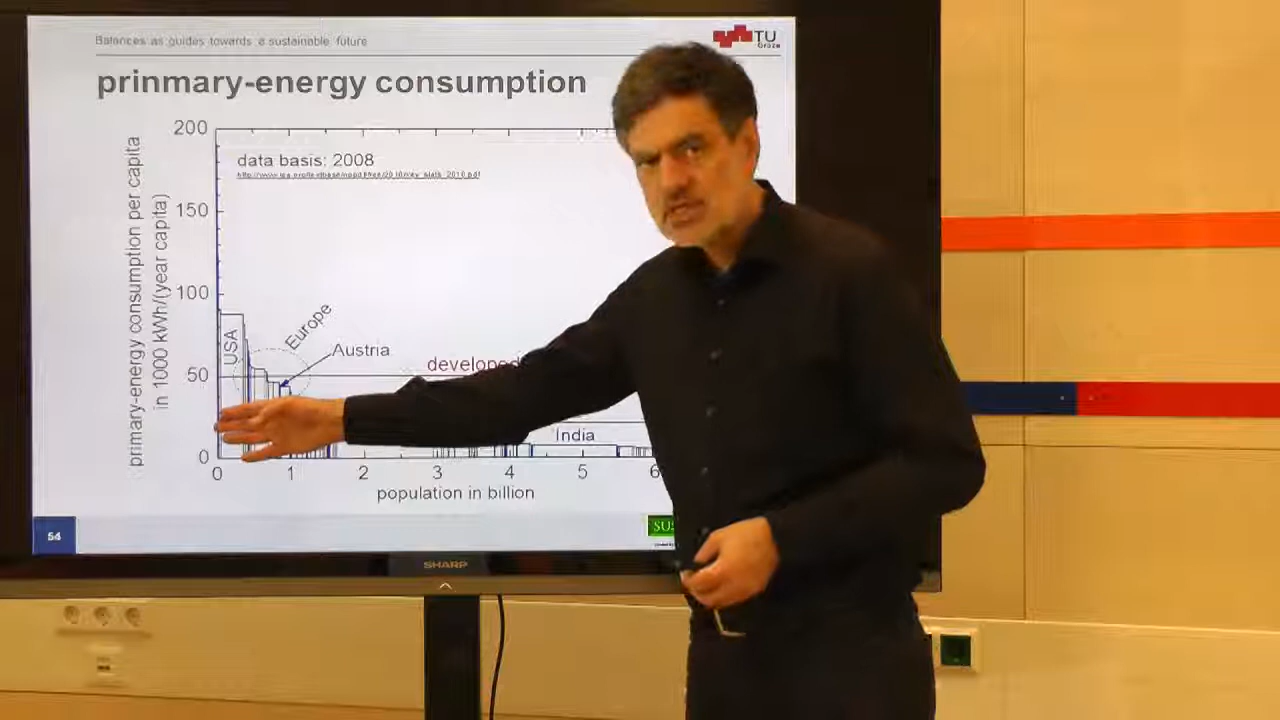 Balances as guides towards a sustainable future
TU
Graz
prinmary-energy consumption
primary-energy consumption per capita
in 1000 kWh/(year capita)
200
150
100
50
0
data basis: 2008
USA
Europe
Austria
developed
India
0 1 2 3 4 5 6
population in billion
54
SUS
SHARP